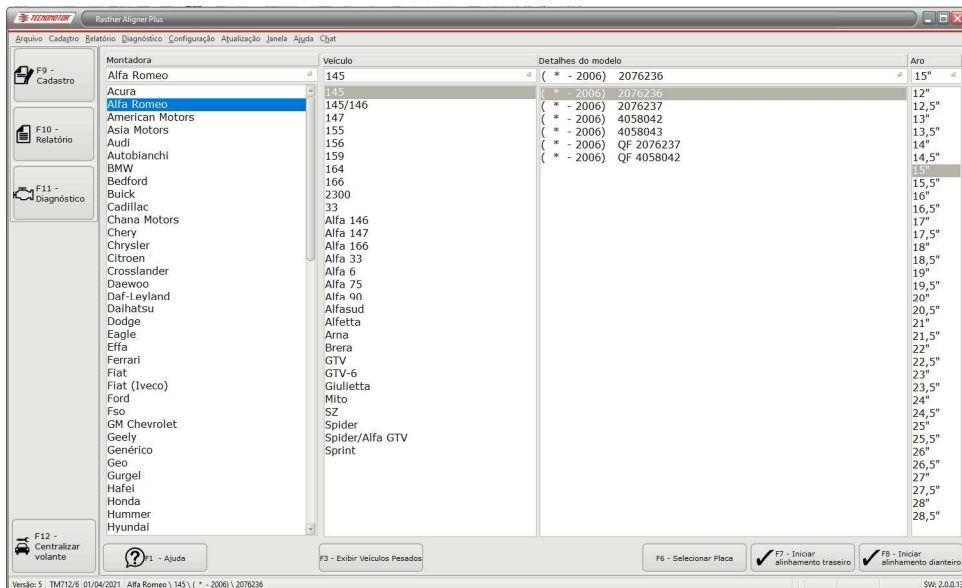 TECNOMOTOR
Rasther Aligner Plus
Arquivo Cadastro Relatório Diagnóstico Configuração Atualização Janela Ajuda Chat
F9 -
Cadastro
F10 -
Relatório
F11 -
Diagnóstico
F12 -
Centralizar
volante
Montadora
Alfa Romeo
Acura
Alfa Romeo
American Motors
Asia Motors
Audi
Autobianchi
BMW
Bedford
Buick
Cadillac
Chana Motors
Chery
Chrysler
Citroen
Crosslander
Daewoo
Daf-Leyland
Daihatsu
Dodge
Eagle
Effa
Ferrari
Fiat
Fiat (Iveco)
Ford
Fso
GM Chevrolet
Geely
Genérico
Geo
Gurgel
Hafei
Honda
Hummer
Hyundai
Veículo
145
145
145/146
147
155
156
159
164
166
2300
33
Alfa 146
Alfa 147
Alfa 166
Alfa 33
Alfa 6
Alfa 75
Alfa 90
Alfasud
Alfetta
Arna
Brera
GTV
GTV-6
Giulietta
Mito
SZ
Spider
Spider/Alfa GTV
Sprint
Detalhes do modelo
( * - 2006) 2076236
( * - 2006) 2076236
( * - 2006) 2076237
( * - 2006) 4058042
( * - 2006) 4058043
( * - 2006) QF 2076237
( * - 2006) QF 4058042
Aro
15"
12"
12,5"
13"
13,5"
14"
14,5"
15"
15,5"
16"
16,5"
17"
17,5"
18"
18,5"
19"
19,5"
20"
20,5"
21"
21,5"
22"
22,5"
23"
23,5"
24"
24,5"
25"
25,5"
26"
26,5"
27"
27,5"
28"
28,5"
F1 - Ajuda
F3 - Exibir Veículos Pesados
F6 - Selecionar Placa
F7 - Iniciar
alinhamento traseiro
F8 - Iniciar
alinhamento dianteiro
Versão: 5 TM712/6 01/04/2021 Alfa Romeo \ 145 \ ( * - 2006) \ 2076236
SW: 2.0.0.13